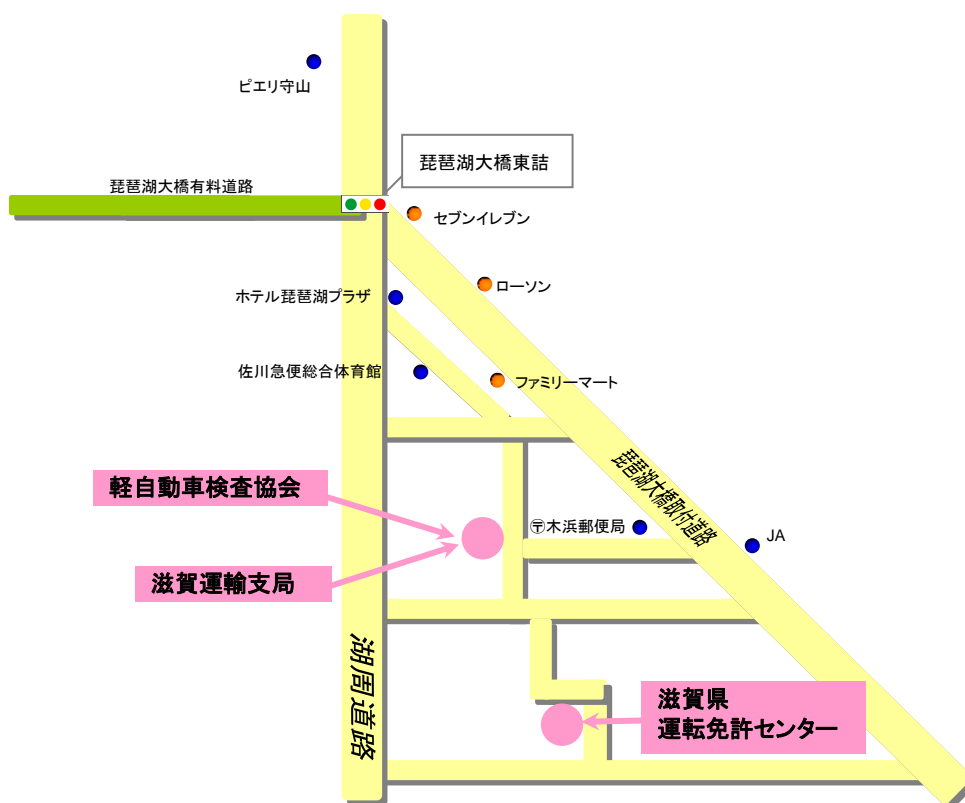 ピエリ守山
琵琶湖大橋東詰
琵琶湖大橋有料道路
セブンイレブン
ローソン
ホテル琵琶湖プラザ
佐川急便総合体育館
ファミリーマート
琵琶湖大橋取付道路
軽自動車検査協会
〶木浜郵便局
JA
滋賀運輸支局
湖周道路
滋賀県
運転免許センター